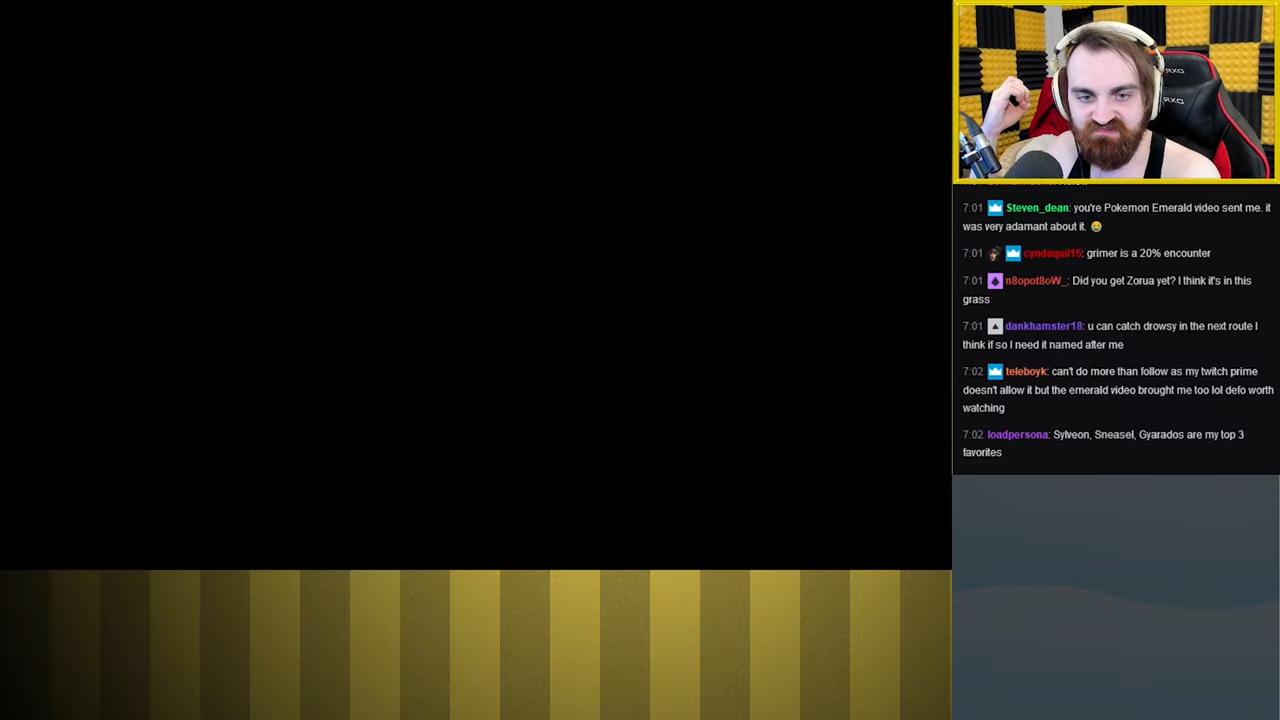 7:01 Steven_dean: you're Pokemon Emerald video sent me. it
was very adamant about it. 😂
7:01 cyndaquil15: grimer is a 20% encounter
7:01 n8opot8oW_: Did you get Zorua yet? I think it's in this
grass
7:01 dankhamster18: u can catch drowsy in the next route I
think if so I need it named after me
7:02 teleboyk: can't do more than follow as my twitch prime
doesn't allow it but the emerald video brought me too lol defo worth
watching
7:02 loadpersona: Sylveon, Sneasel, Gyarados are my top 3
favorites